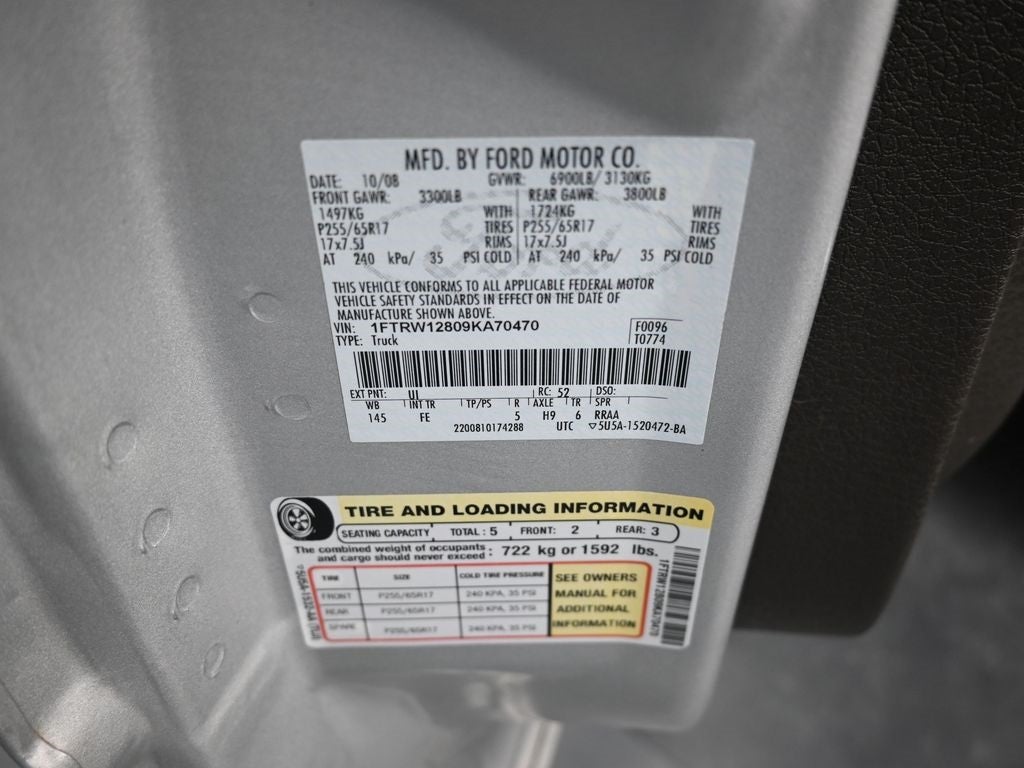 MFD. BY FORD MOTOR CO.
DATE: 10/08 GVWR: 6900LB/ 3130KG
FRONT GAWR: 3300LB REAR GAWR: 3800LB
1497KG WITH 1724KG WITH
P255/65R17 TIRES P255/65R17 TIRES
17x7.5J RIMS 17x7.5J RIMS
AT 240 kPa/ 35 PSI COLD AT 240 kPa/ 35 PSI COLD
THIS VEHICLE CONFORMS TO ALL APPLICABLE FEDERAL MOTOR
VEHICLE SAFETY STANDARDS IN EFFECT ON THE DATE OF
MANUFACTURE SHOWN ABOVE.
VIN: 1FTRW12809KA70470 F0096
TYPE: Truck T0774
EXT PNT: UI RC: 52 DSO:
WB INT TR TP/PS R AXLE TR SPR
145 FE 5 H9 6 RRAA
2200810174288 UTC ▽5U5A-1520472-BA
TIRE AND LOADING INFORMATION
SEATING CAPACITY TOTAL: 5 FRONT: 2 REAR: 3
The combined weight of occupants
and cargo should never exceed : 722 kg or 1592 lbs.
TIRE SIZE COLD TIRE PRESSURE SEE OWNERS
FRONT P255/65R17 240 KPA, 35 PSI MANUAL FOR
REAR P255/65R17 240 KPA, 35 PSI ADDITIONAL
SPARE P255/65R17 240 KPA, 35 PSI INFORMATION
1FTRW12809KA70470